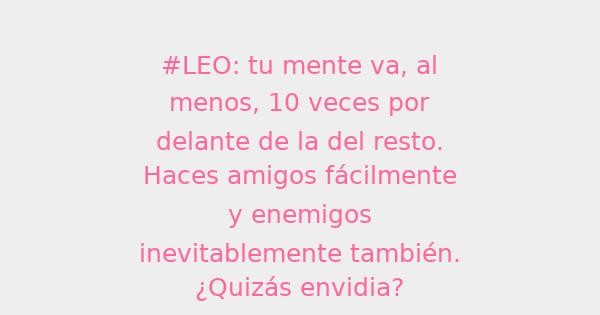 #LEO: tu mente va, al
menos, 10 veces por
delante de la del resto.
Haces amigos fácilmente
y enemigos
inevitablemente también.
¿Quizás envidia?